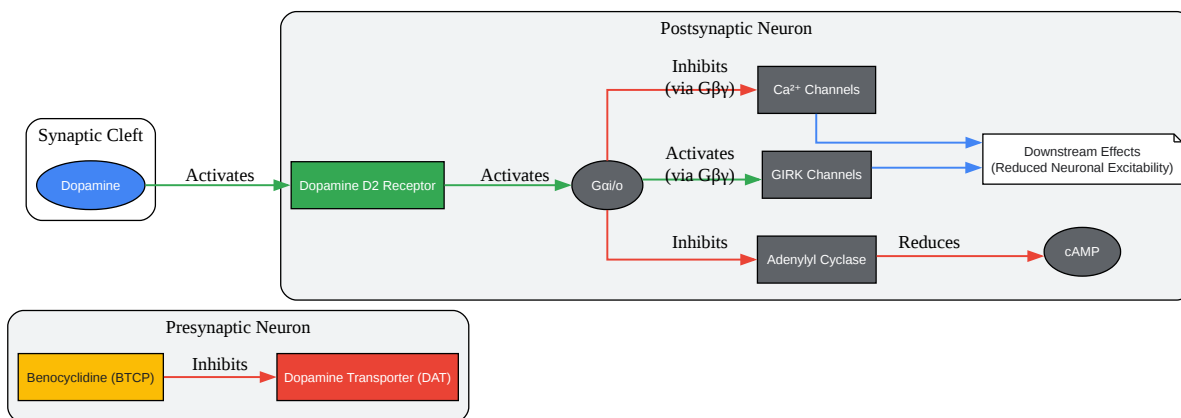 Postsynaptic Neuron
Inhibits
(via Gβγ)
Ca²⁺ Channels
Synaptic Cleft
Dopamine
Activates
Dopamine D2 Receptor
Activates
Gαi/o
Activates
(via Gβγ)
GIRK Channels
Downstream Effects
(Reduced Neuronal Excitability)
Inhibits
Adenylyl Cyclase
Reduces
cAMP
Presynaptic Neuron
Benocyclidine (BTCP)
Inhibits
Dopamine Transporter (DAT)